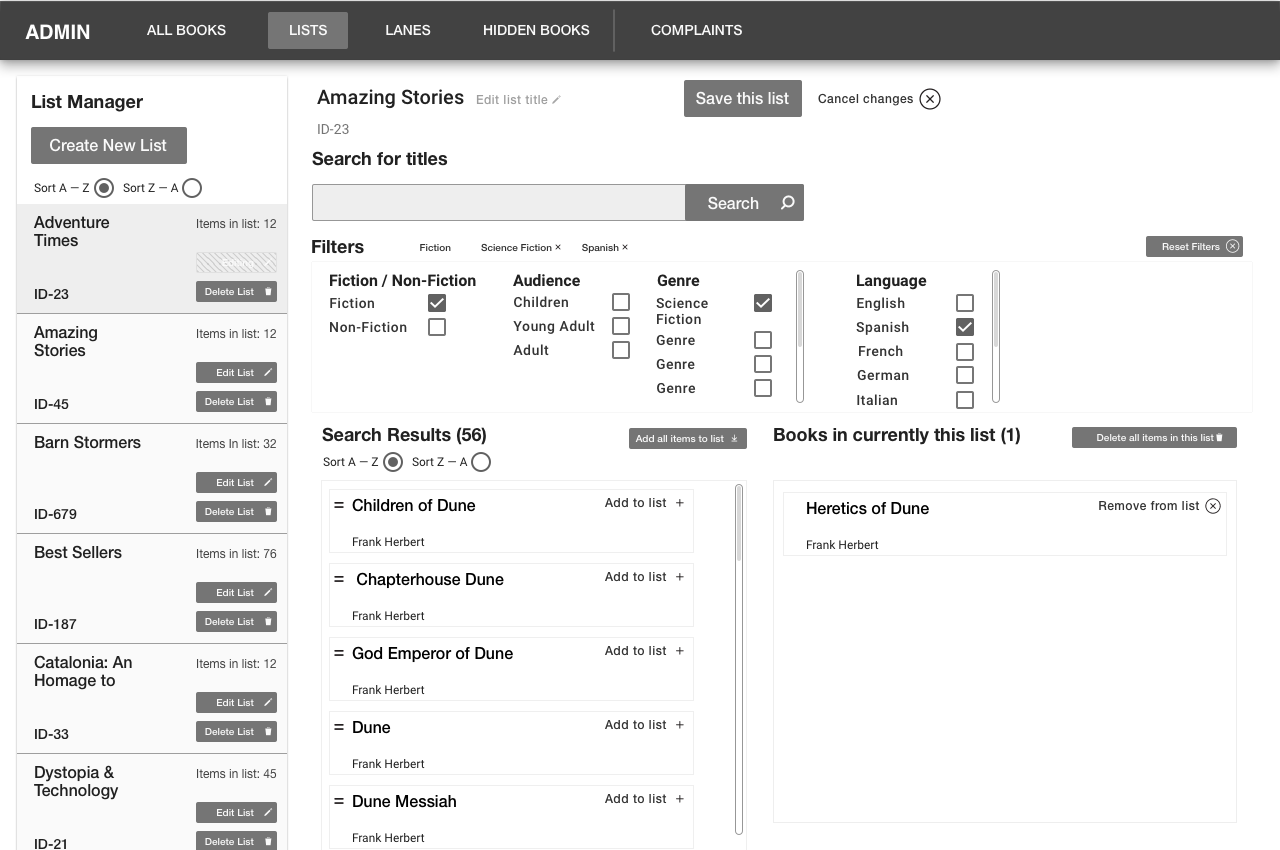 ADMIN
ALL BOOKS
LISTS
LANES
HIDDEN BOOKS
COMPLAINTS
List Manager
Create New List
Sort A — Z
Sort Z — A
Adventure
Times
Items in list: 12
ID-23
Delete List
Amazing
Stories
Items in list: 12
Edit List
ID-45
Delete List
Barn Stormers
Items In list: 32
Edit List
ID-679
Delete List
Best Sellers
Items in list: 76
Edit List
ID-187
Delete List
Catalonia: An
Homage to
Items in list: 12
Edit List
ID-33
Delete List
Dystopia &
Technology
Items in list: 45
Edit List
ID-21
Delete List
Amazing Stories
Edit list title
Save this list
Cancel changes
ID-23
Search for titles
Search
Filters
Fiction
Science Fiction ×
Spanish ×
Reset Filters
Fiction / Non-Fiction
Fiction
Non-Fiction
Audience
Children
Young Adult
Adult
Genre
Science
Fiction
Genre
Genre
Genre
Language
English
Spanish
French
German
Italian
Search Results (56)
Add all items to list
Sort A — Z
Sort Z — A
= Children of Dune
Add to list +
Frank Herbert
= Chapterhouse Dune
Add to list +
Frank Herbert
= God Emperor of Dune
Add to list +
Frank Herbert
= Dune
Add to list +
Frank Herbert
= Dune Messiah
Add to list +
Frank Herbert
Books in currently this list (1)
Delete all items in this list
Heretics of Dune
Remove from list
Frank Herbert